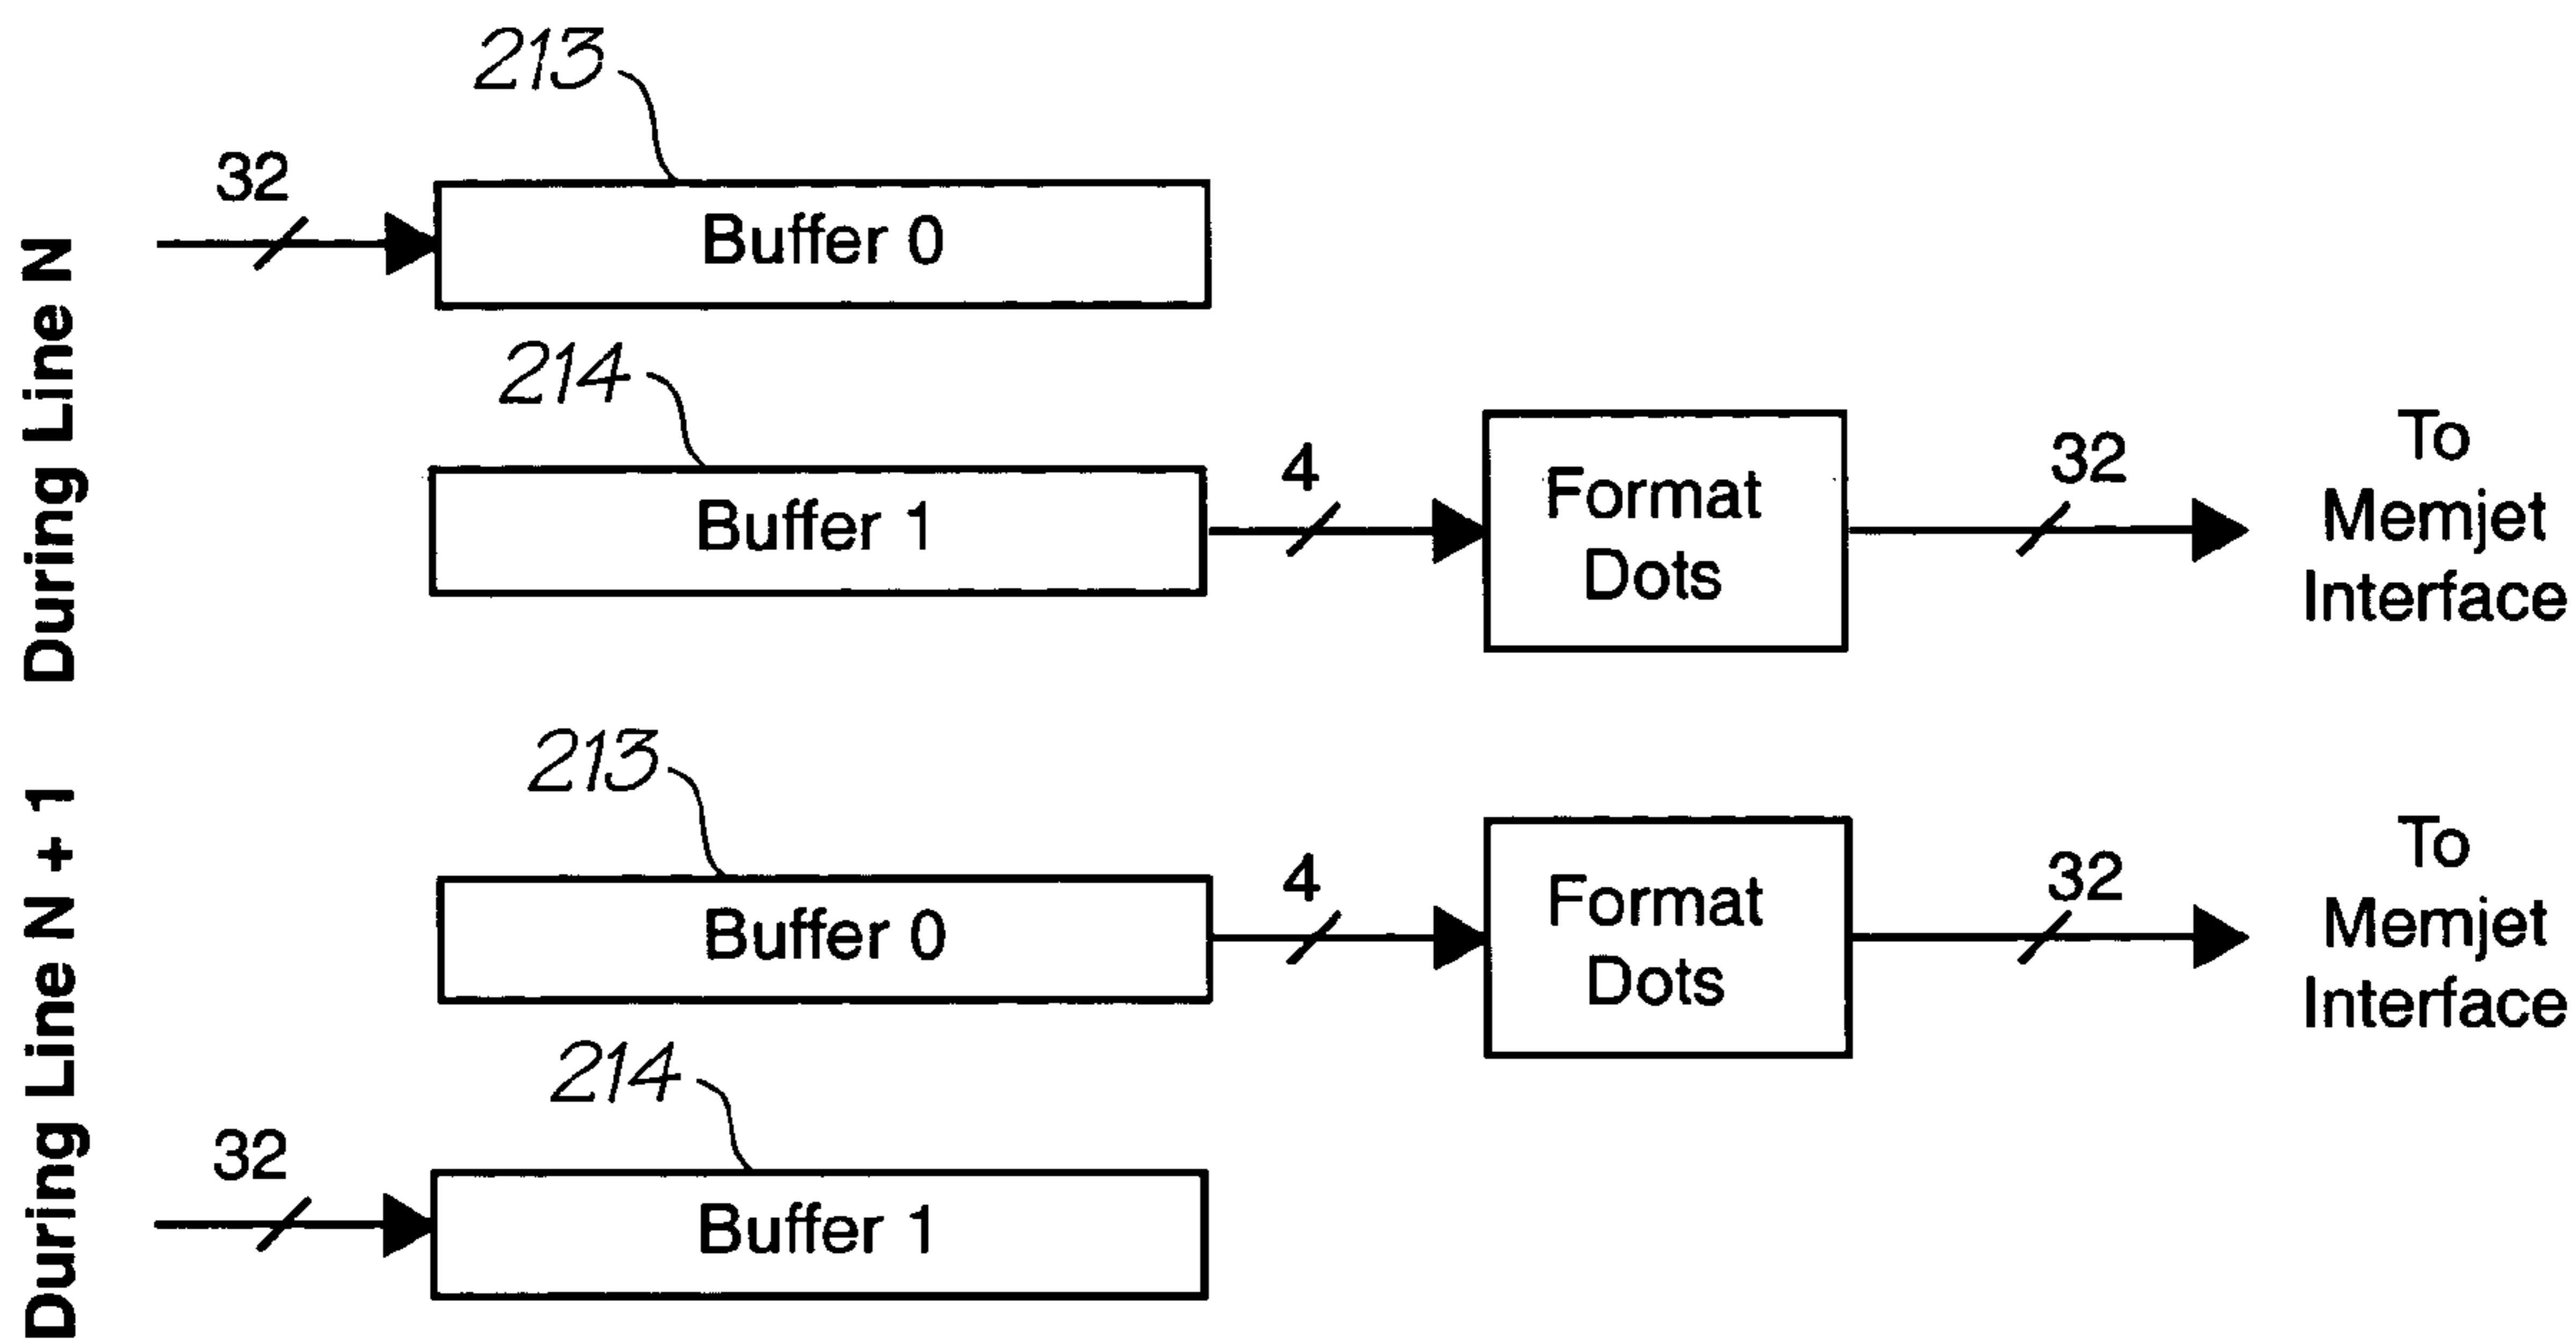 During Line N
213
32
Buffer 0
214
Buffer 1
4
Format
Dots
32
To
Memjet
Interface
During Line N + 1
213
Buffer 0
4
Format
Dots
32
To
Memjet
Interface
214
32
Buffer 1